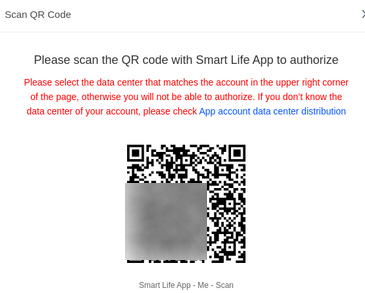 Scan QR Code
Please scan the QR code with Smart Life App to authorize
Please select the data center that matches the account in the upper right corner
of the page, otherwise you will not be able to authorize. If you don't know the
data center of your account, please check App account data center distribution
Smart Life App - Me - Scan